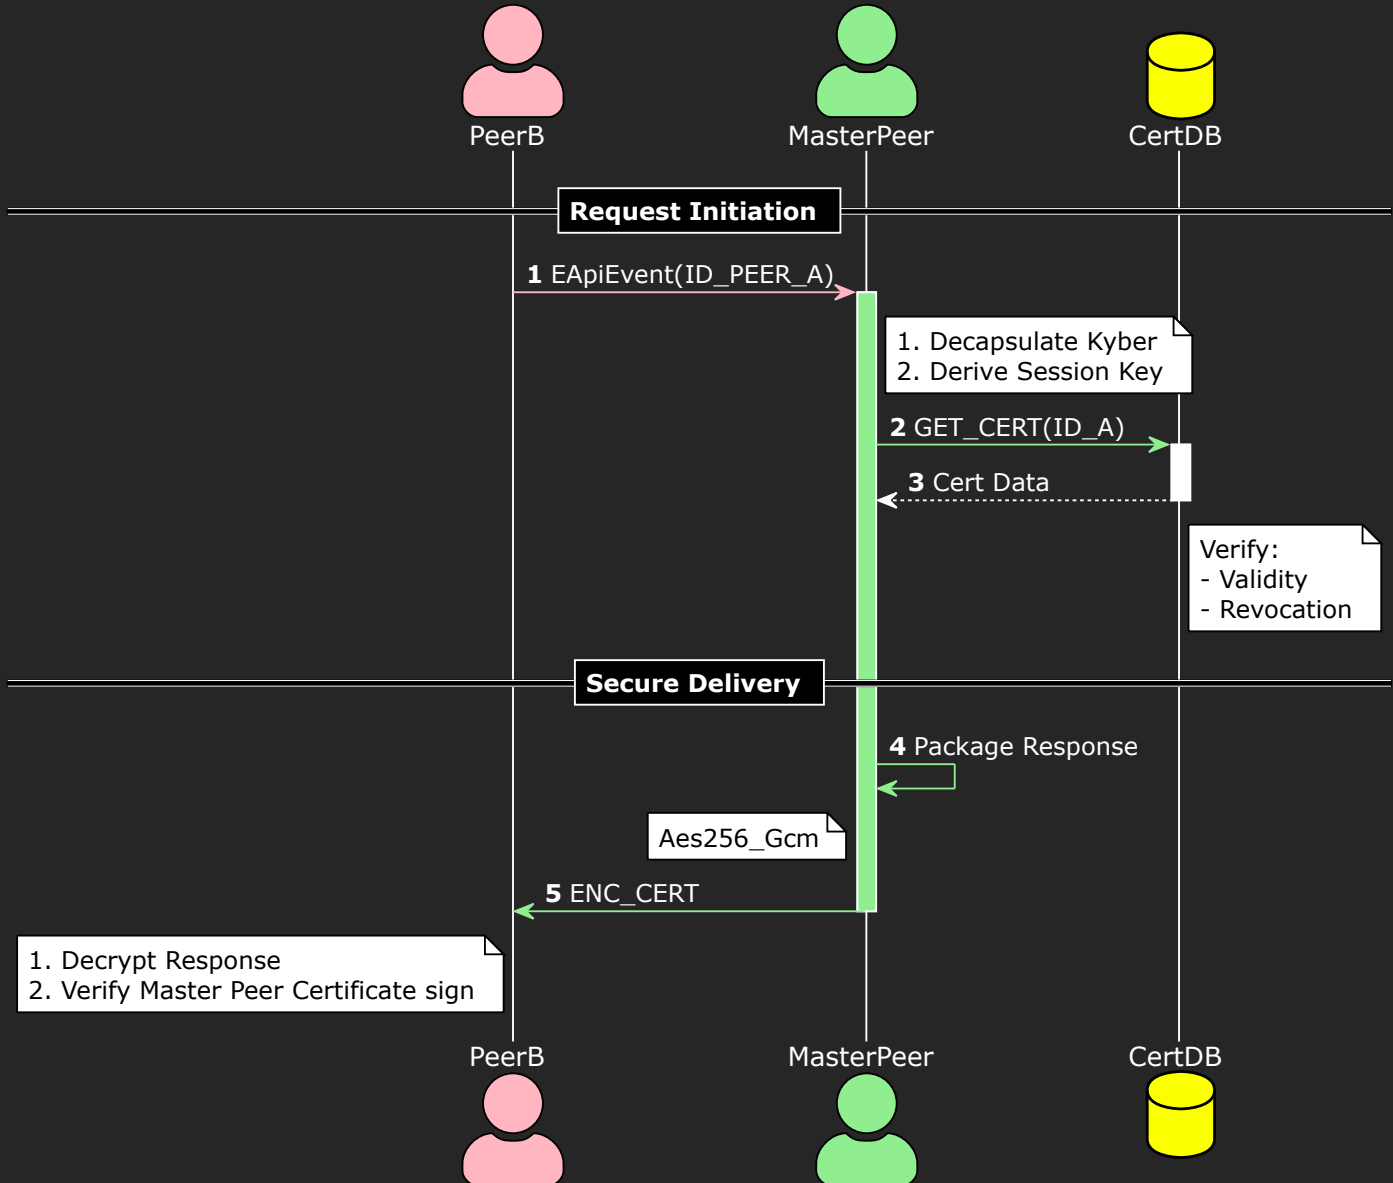 PeerB
MasterPeer
CertDB
Request Initiation
1 EApiEvent(ID_PEER_A)
1. Decapsulate Kyber
2. Derive Session Key
2 GET_CERT(ID_A)
3 Cert Data
Verify:
- Validity
- Revocation
Secure Delivery
4 Package Response
Aes256_Gcm
5 ENC_CERT
1. Decrypt Response
2. Verify Master Peer Certificate sign
PeerB
MasterPeer
CertDB